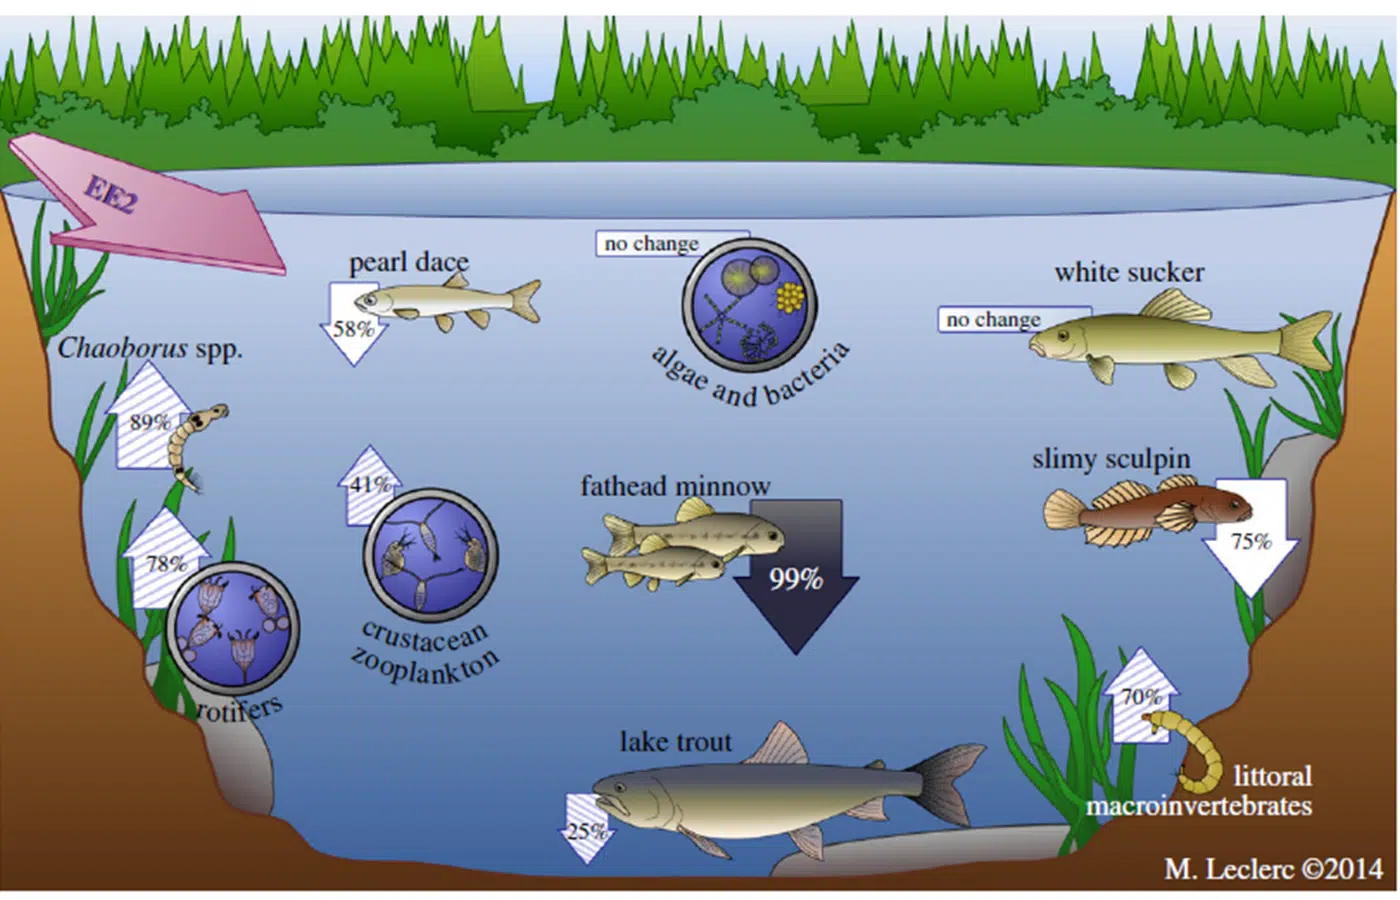 EE2
pearl dace
58%
no change
algae and bacteria
white sucker
no change
Chaoborus spp.
89%
41%
crustacean
zooplankton
fathead minnow
99%
slimy sculpin
75%
78%
rotifers
lake trout
25%
70%
littoral
macroinvertebrates
M. Leclerc ©2014